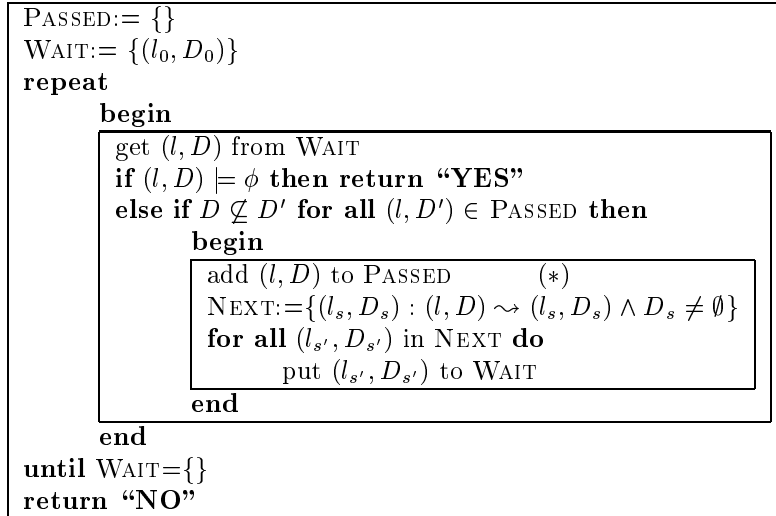 PASSED:= {}
WAIT:= {(l₀, D₀)}
repeat
begin
get (l, D) from WAIT
if (l, D) ⊨ ϕ then return “YES”
else if D ⊈ D′ for all (l, D′) ∈ PASSED then
begin
add (l, D) to PASSED (∗)
NEXT:={(lₛ, Dₛ) : (l, D) ⇝ (lₛ, Dₛ) ∧ Dₛ ≠ ∅}
for all (lₛ′, Dₛ′) in NEXT do
put (lₛ′, Dₛ′) to WAIT
end
end
until WAIT={}
return “NO”